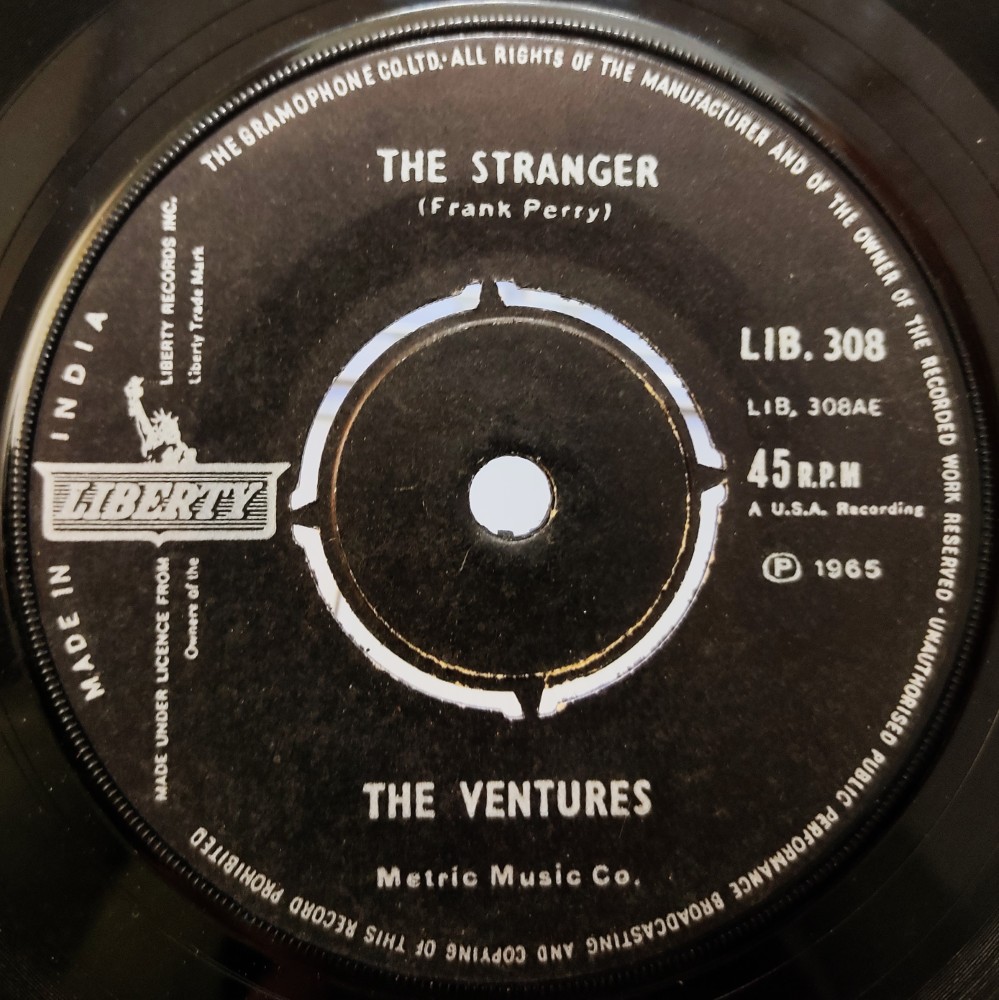 THE GRAMOPHONE CO.LTD.·ALL RIGHTS OF THE MANUFACTURER AND OF THE OWNER OF THE RECORDED WORK RESERVED · UNAUTHORISED PUBLIC PERFORMANCE BROADCASTING AND COPYING OF THIS RECORD PROHIBITED
THE STRANGER
(Frank Perry)
MADE IN INDIA
MADE UNDER LICENCE FROM LIBERTY RECORDS INC.
Owners of the Liberty Trade Mark
LIBERTY
LIB. 308
LIB. 308AE
45 R.P.M
A U.S.A. Recording
Ⓟ 1965
THE VENTURES
Metric Music Co.